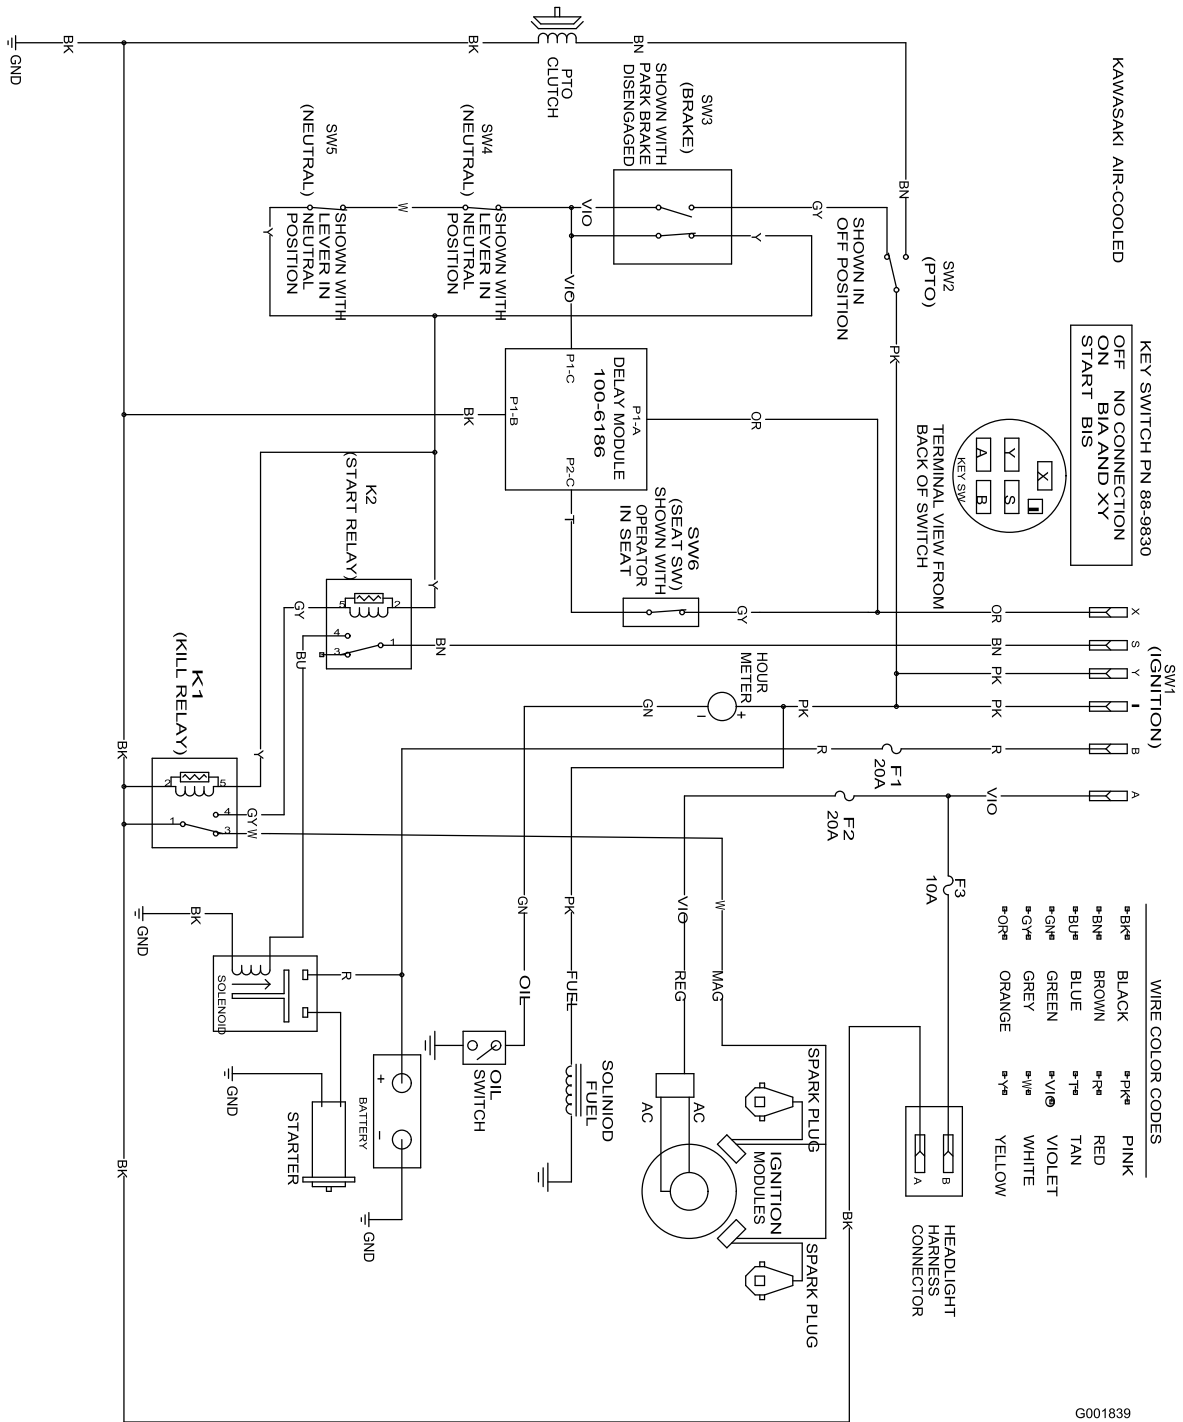 KAWASAKI AIR-COOLED
KEY SWITCH PN 88-9830
OFF NO CONNECTION
ON BIA AND XY
START BIS
X
I
Y
S
A
B
KEY SW
TERMINAL VIEW FROM
BACK OF SWITCH
SW1
(IGNITION)
X
S
Y
I
B
A
OR
BN
PK
PK
R
VIO
WIRE COLOR CODES
BK BLACK
BN BROWN
BU BLUE
GN GREEN
GY GREY
OR ORANGE
PK PINK
R RED
T TAN
VIO VIOLET
W WHITE
Y YELLOW
BN
BN
SW2
(PTO)
SHOWN IN
OFF POSITION
PK
GY
PTO
CLUTCH
BK
BK
GND
SW3
(BRAKE)
SHOWN WITH
PARK BRAKE
DISENGAGED
VIO
Y
SW4
(NEUTRAL)
SHOWN WITH
LEVER IN
NEUTRAL
POSITION
W
SW5
(NEUTRAL)
SHOWN WITH
LEVER IN
NEUTRAL
POSITION
Y
VIO
DELAY MODULE
100-6186
P1-A
P1-C
P1-B
P2-C
OR
BK
T
SW6
(SEAT SW)
SHOWN WITH
OPERATOR
IN SEAT
GY
K2
(START RELAY)
5
2
4
3
1
Y
GY
BU
BN
HOUR
METER
+
-
PK
GN
F1
20A
R
F2
20A
F3
10A
K1
(KILL RELAY)
2
5
1
4
3
BK
Y
GY
W
GN
PK
VIO
W
OIL
FUEL
REG
MAG
BK
GND
SOLENOID
R
STARTER
GND
BATTERY
+
-
GND
OIL
SWITCH
SOLINIOD
FUEL
AC
AC
SPARK PLUG
IGNITION
MODULES
SPARK PLUG
BK
BK
A
B
HEADLIGHT
HARNESS
CONNECTOR
G001839